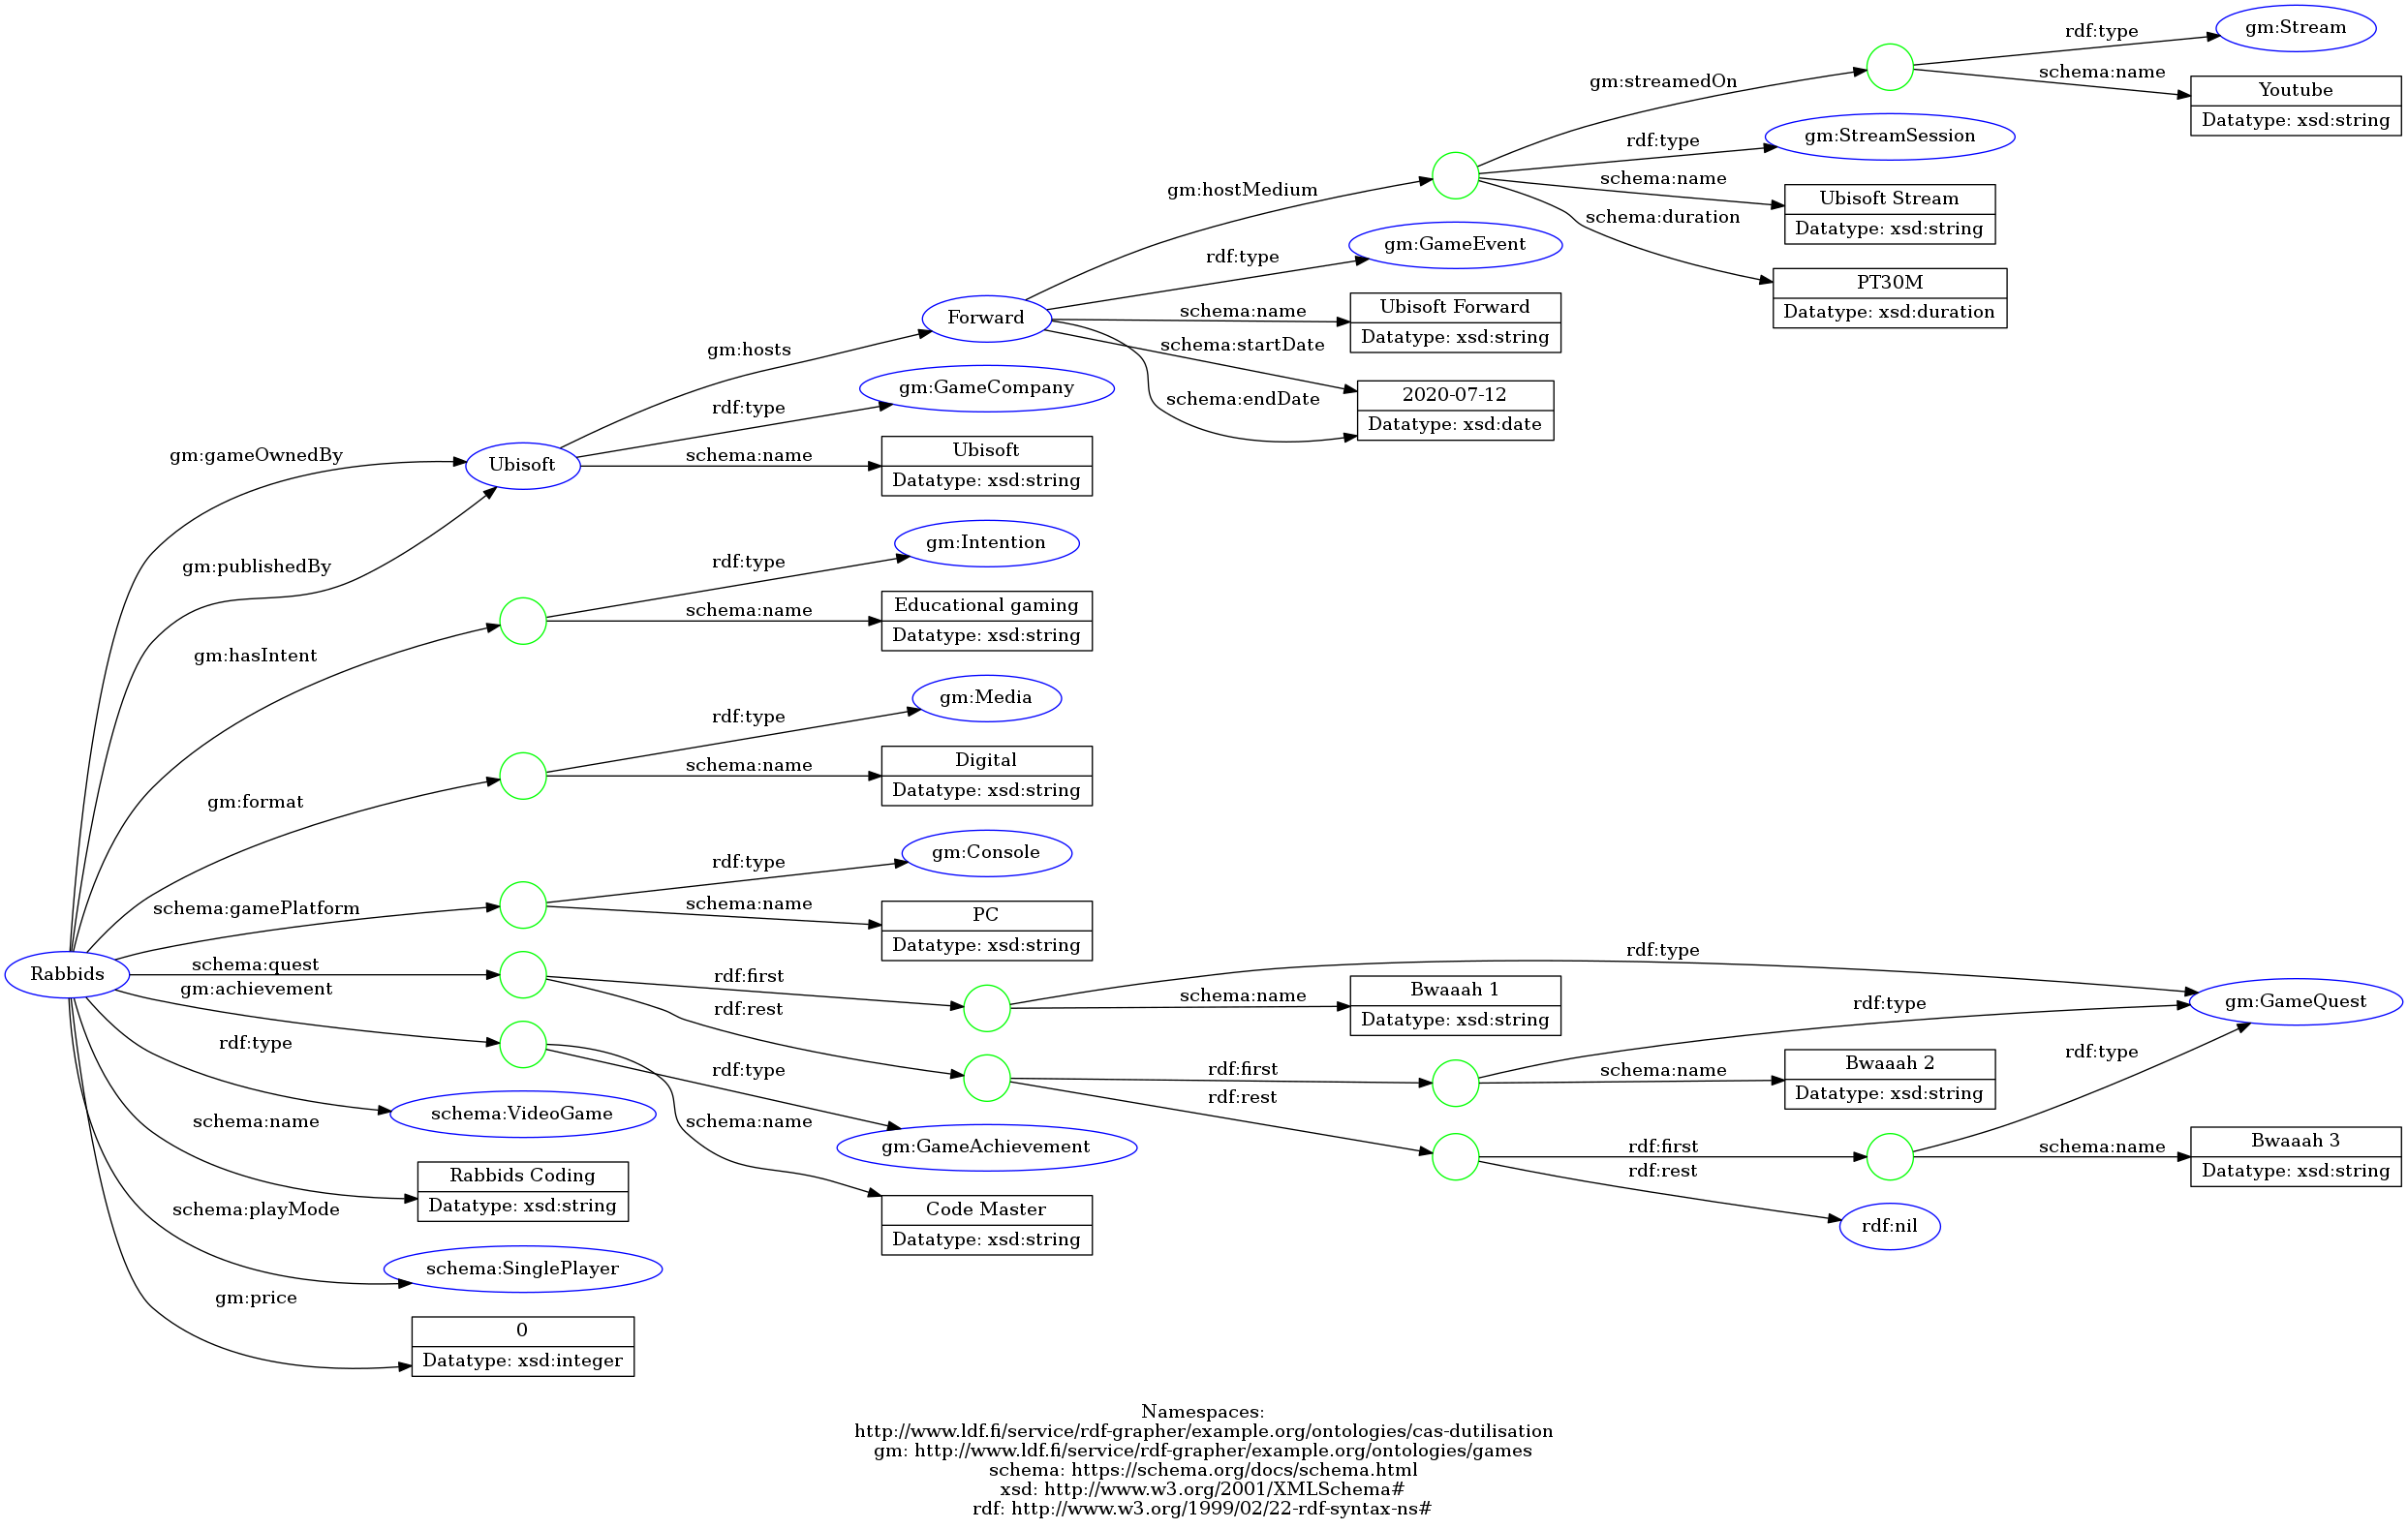 rdf:type
gm:Stream
schema:name
Youtube
Datatype: xsd:string
gm:streamedOn
rdf:type
gm:StreamSession
schema:name
Ubisoft Stream
Datatype: xsd:string
schema:duration
PT30M
Datatype: xsd:duration
gm:hostMedium
rdf:type
gm:GameEvent
schema:name
Ubisoft Forward
Datatype: xsd:string
schema:startDate
schema:endDate
2020-07-12
Datatype: xsd:date
gm:hosts
Forward
rdf:type
gm:GameCompany
schema:name
Ubisoft
Datatype: xsd:string
gm:gameOwnedBy
gm:publishedBy
Ubisoft
gm:hasIntent
rdf:type
gm:Intention
schema:name
Educational gaming
Datatype: xsd:string
gm:format
rdf:type
gm:Media
schema:name
Digital
Datatype: xsd:string
schema:gamePlatform
rdf:type
gm:Console
schema:name
PC
Datatype: xsd:string
Rabbids
schema:quest
rdf:first
rdf:type
gm:GameQuest
schema:name
Bwaaah 1
Datatype: xsd:string
rdf:rest
rdf:first
rdf:type
schema:name
Bwaaah 2
Datatype: xsd:string
rdf:rest
rdf:first
rdf:type
schema:name
Bwaaah 3
Datatype: xsd:string
rdf:rest
rdf:nil
gm:achievement
rdf:type
gm:GameAchievement
schema:name
Code Master
Datatype: xsd:string
rdf:type
schema:VideoGame
schema:name
Rabbids Coding
Datatype: xsd:string
schema:playMode
schema:SinglePlayer
gm:price
0
Datatype: xsd:integer
Namespaces:
http://www.ldf.fi/service/rdf-grapher/example.org/ontologies/cas-dutilisation
gm: http://www.ldf.fi/service/rdf-grapher/example.org/ontologies/games
schema: https://schema.org/docs/schema.html
xsd: http://www.w3.org/2001/XMLSchema#
rdf: http://www.w3.org/1999/02/22-rdf-syntax-ns#